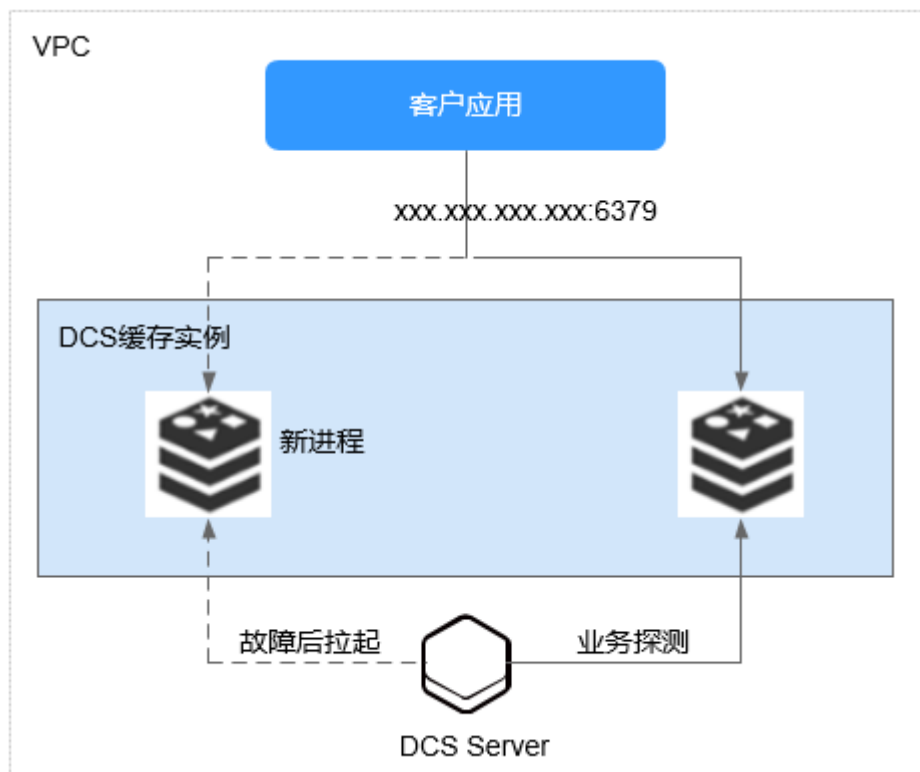 VPC
客户应用
xxx.xxx.xxx.xxx:6379
DCS缓存实例
新进程
故障后拉起
业务探测
DCS Server